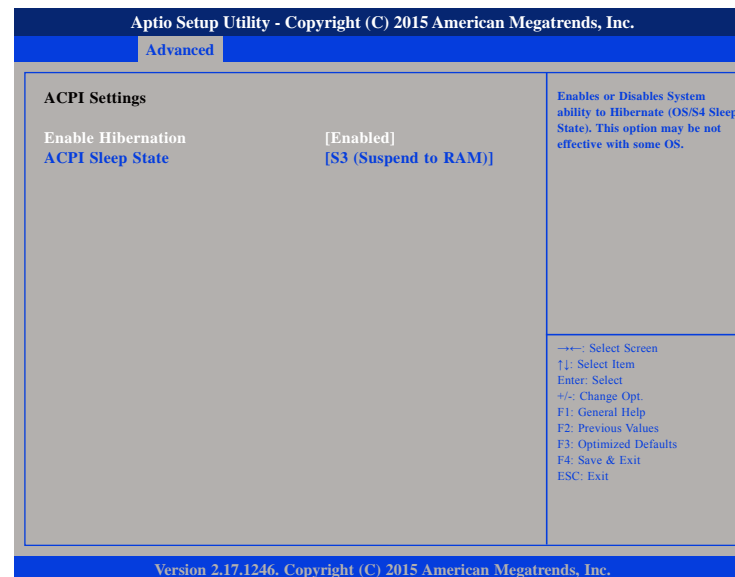 Aptio Setup Utility - Copyright (C) 2015 American Megatrends, Inc.
Advanced
ACPI Settings
Enable Hibernation [Enabled]
ACPI Sleep State [S3 (Suspend to RAM)]
Enables or Disables System
ability to Hibernate (OS/S4 Sleep
State). This option may be not
effective with some OS.
→←: Select Screen
↑↓: Select Item
Enter: Select
+/-: Change Opt.
F1: General Help
F2: Previous Values
F3: Optimized Defaults
F4: Save & Exit
ESC: Exit
Version 2.17.1246. Copyright (C) 2015 American Megatrends, Inc.